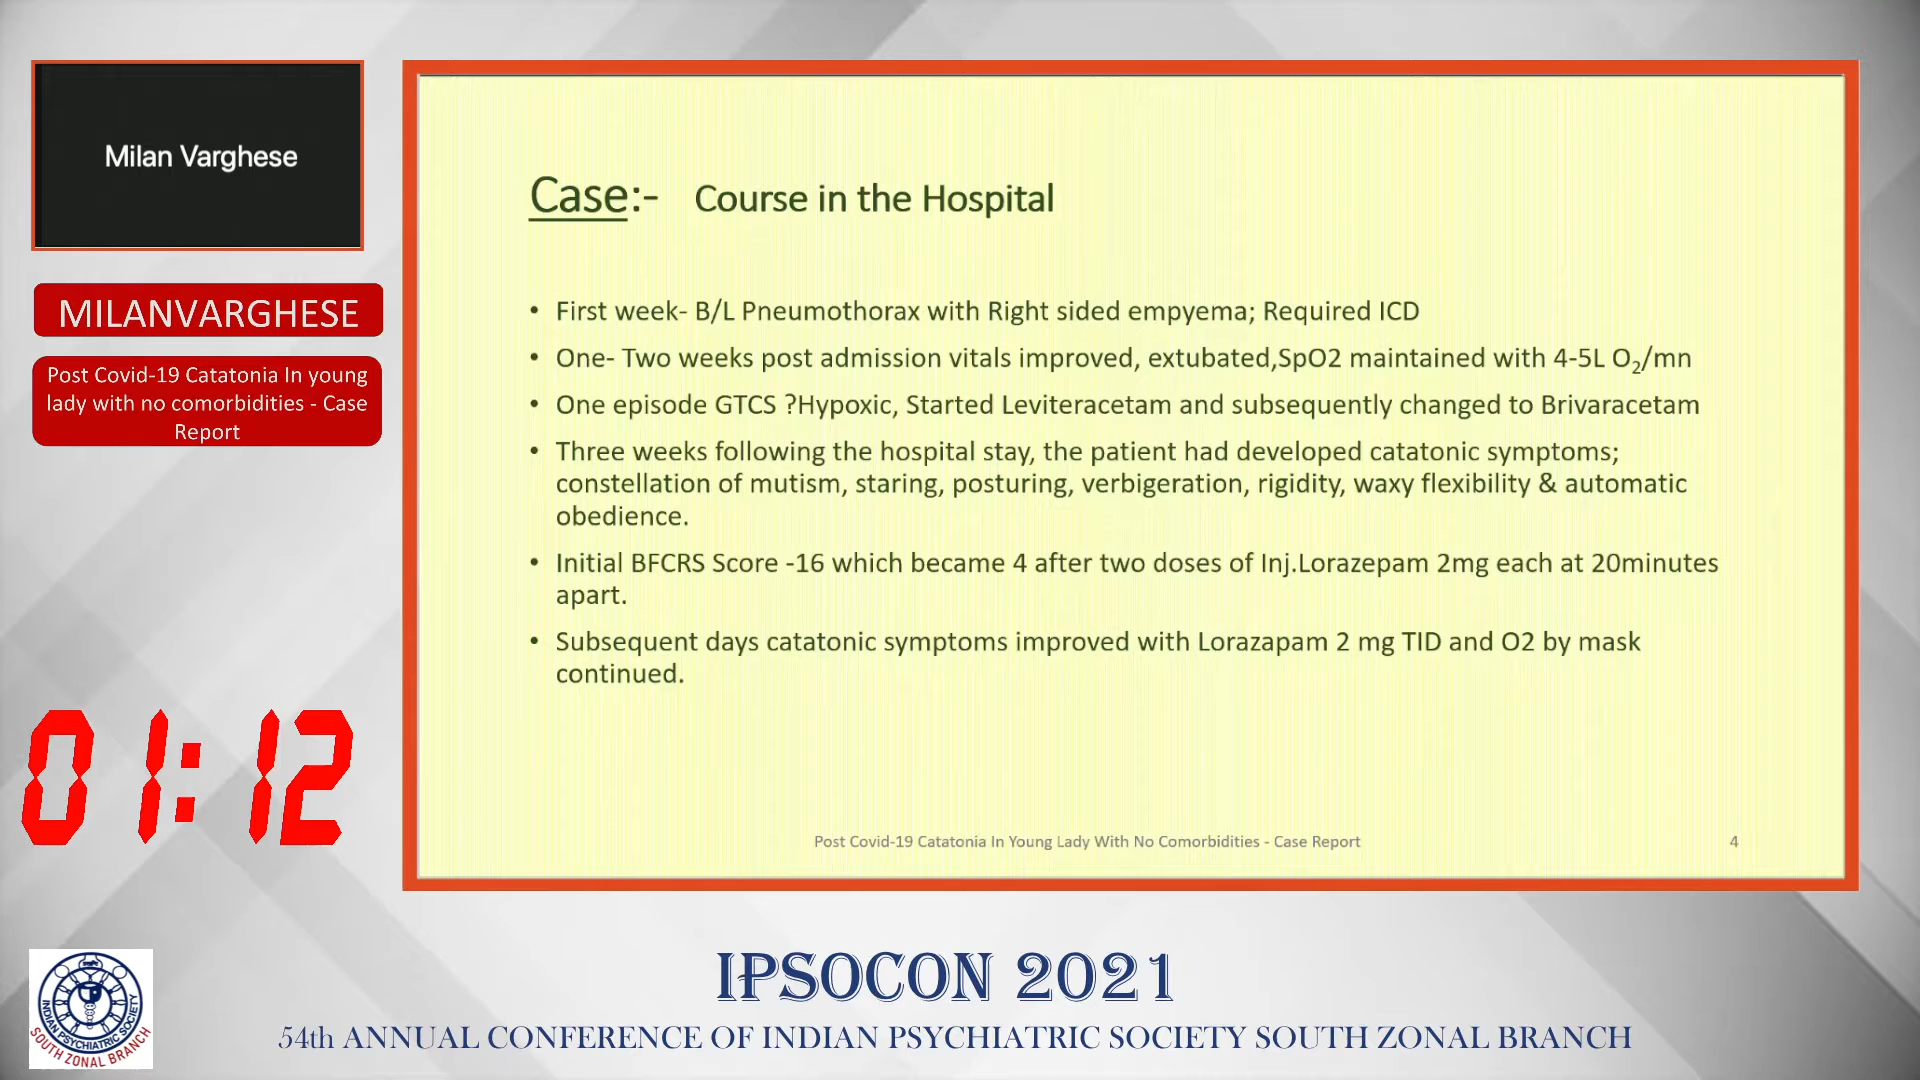 Milan Varghese
MILANVARGHESE
Post Covid-19 Catatonia In young
lady with no comorbidities - Case
Report
01:12
Case:- Course in the Hospital
• First week- B/L Pneumothorax with Right sided empyema; Required ICD
• One- Two weeks post admission vitals improved, extubated,SpO2 maintained with 4-5L O₂/mn
• One episode GTCS ?Hypoxic, Started Leviteracetam and subsequently changed to Brivaracetam
• Three weeks following the hospital stay, the patient had developed catatonic symptoms;
constellation of mutism, staring, posturing, verbigeration, rigidity, waxy flexibility & automatic
obedience.
• Initial BFCRS Score -16 which became 4 after two doses of Inj.Lorazepam 2mg each at 20minutes
apart.
• Subsequent days catatonic symptoms improved with Lorazapam 2 mg TID and O2 by mask
continued.
Post Covid-19 Catatonia In Young Lady With No Comorbidities - Case Report
4
IPSOCON 2021
54th ANNUAL CONFERENCE OF INDIAN PSYCHIATRIC SOCIETY SOUTH ZONAL BRANCH
INDIAN PSYCHIATRIC SOCIETY
SOUTH ZONAL BRANCH